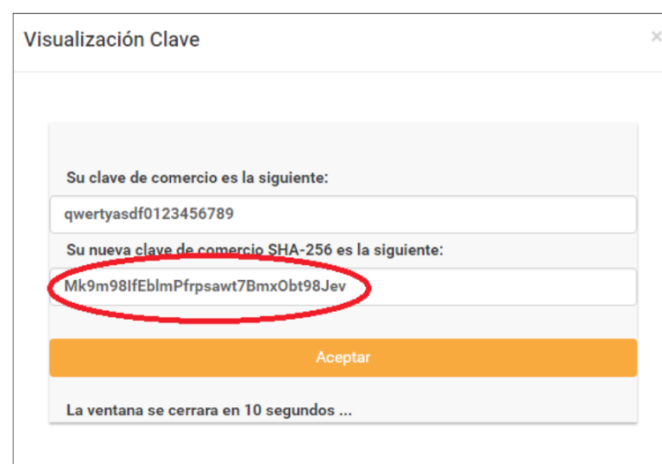 Visualización Clave
×
Su clave de comercio es la siguiente:
qwertyasdf0123456789
Su nueva clave de comercio SHA-256 es la siguiente:
Mk9m98IfEblmPfrpsawt7BmxObt98Jev
Aceptar
La ventana se cerrara en 10 segundos ...